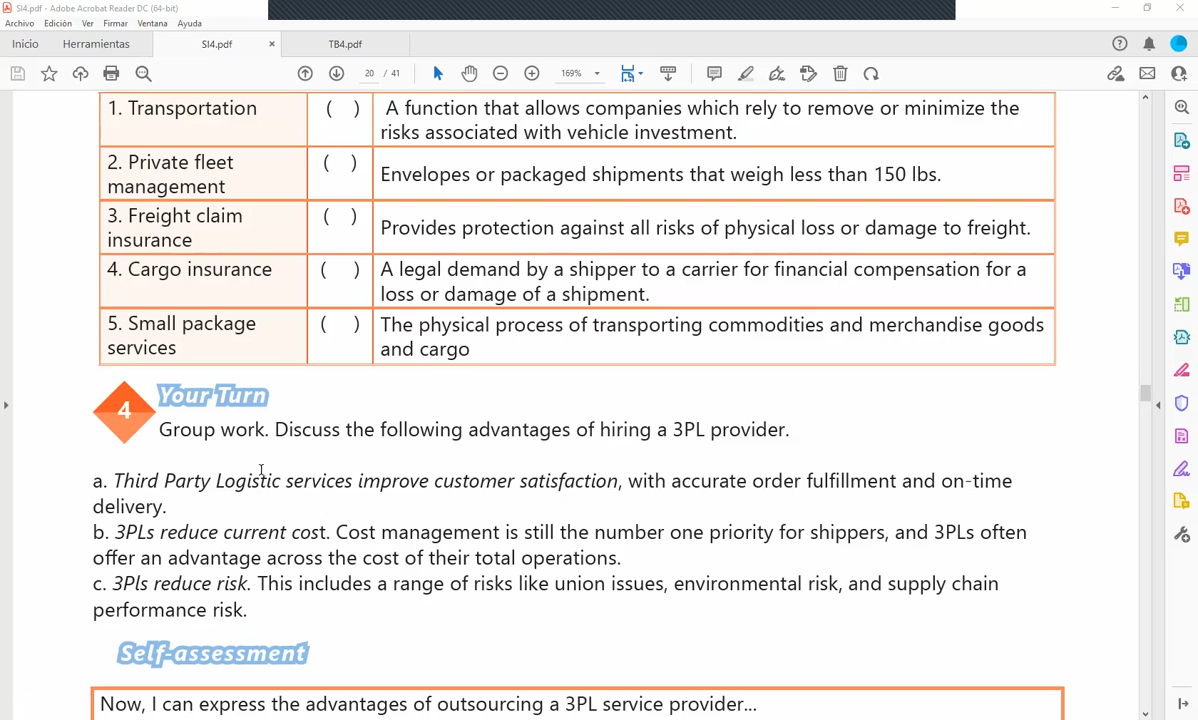 SI4.pdf - Adobe Acrobat Reader DC (64-bit)
Archivo Edición Ver Firmar Ventana Ayuda
Inicio Herramientas SI4.pdf × TB4.pdf
20 / 41 169%
1. Transportation ( ) A function that allows companies which rely to remove or minimize the
risks associated with vehicle investment.
2. Private fleet
management ( ) Envelopes or packaged shipments that weigh less than 150 lbs.
3. Freight claim
insurance ( ) Provides protection against all risks of physical loss or damage to freight.
4. Cargo insurance ( ) A legal demand by a shipper to a carrier for financial compensation for a
loss or damage of a shipment.
5. Small package
services ( ) The physical process of transporting commodities and merchandise goods
and cargo
4 Your Turn
Group work. Discuss the following advantages of hiring a 3PL provider.
a. Third Party Logistic services improve customer satisfaction, with accurate order fulfillment and on-time
delivery.
b. 3PLs reduce current cost. Cost management is still the number one priority for shippers, and 3PLs often
offer an advantage across the cost of their total operations.
c. 3Pls reduce risk. This includes a range of risks like union issues, environmental risk, and supply chain
performance risk.
Self-assessment
Now, I can express the advantages of outsourcing a 3PL service provider...